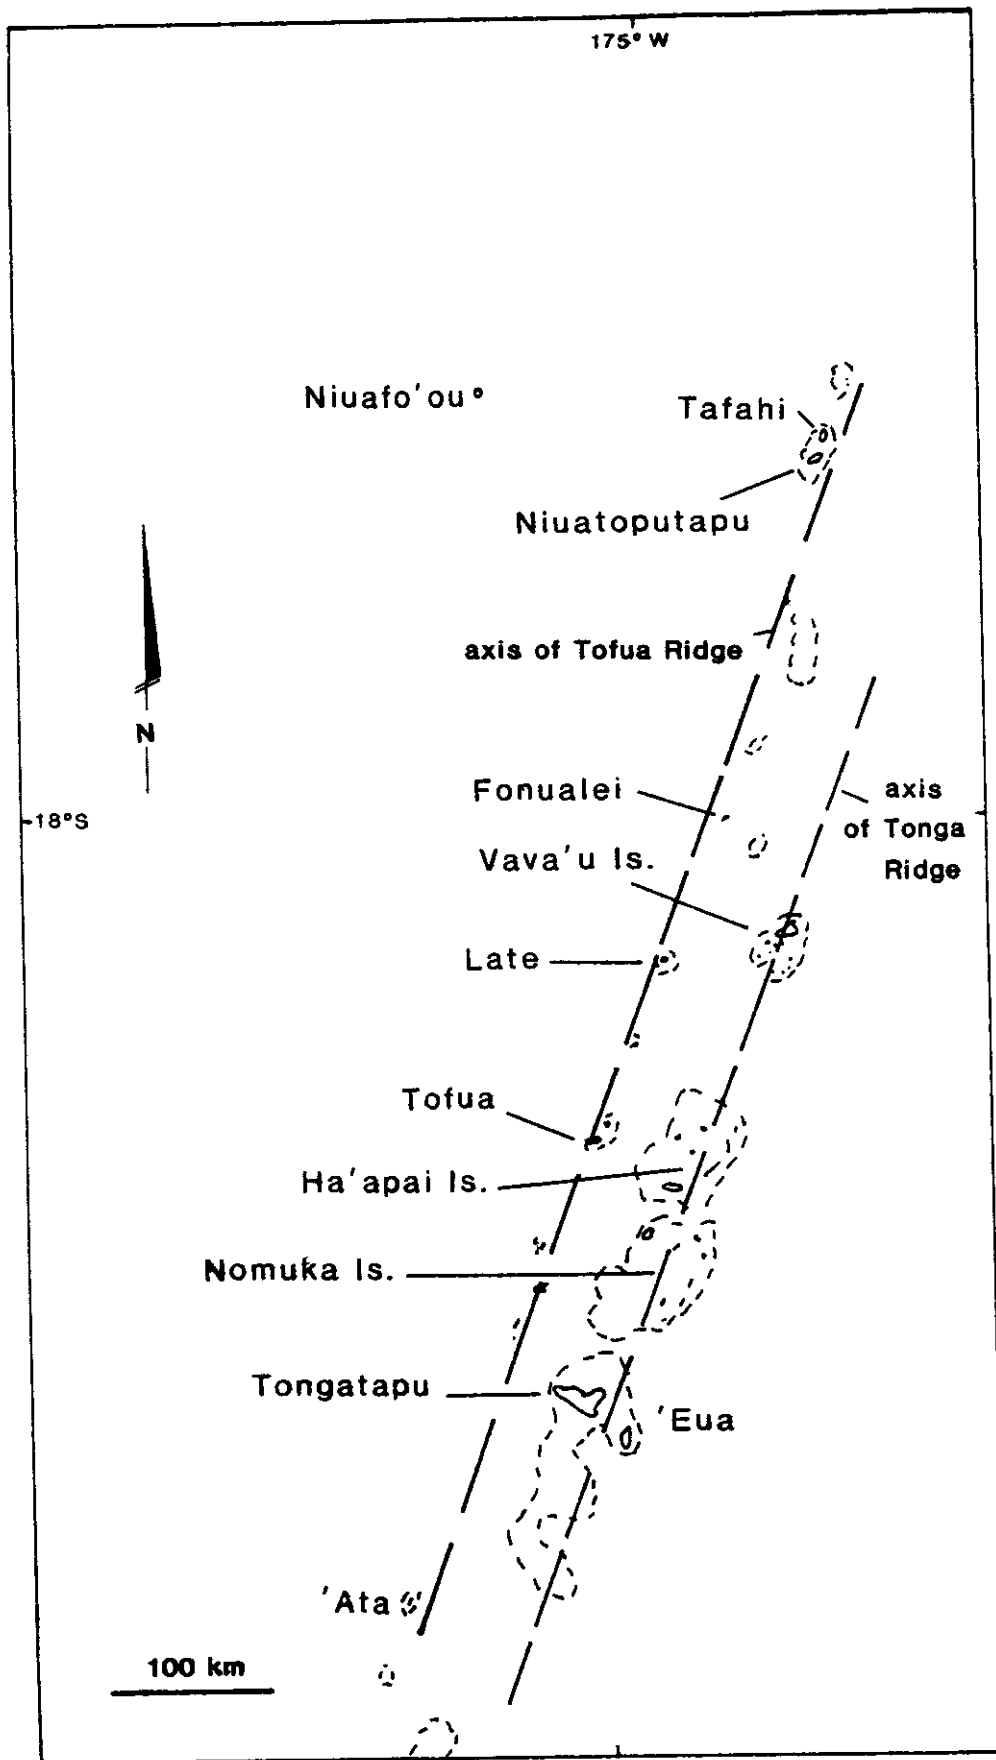 175° W
Niuafo'ou
Tafahi
Niuatoputapu
axis of Tofua Ridge
N
Fonualei
axis
of Tonga
Ridge
18°S
Vava'u Is.
Late
Tofua
Ha'apai Is.
Nomuka Is.
Tongatapu
'Eua
'Ata
100 km